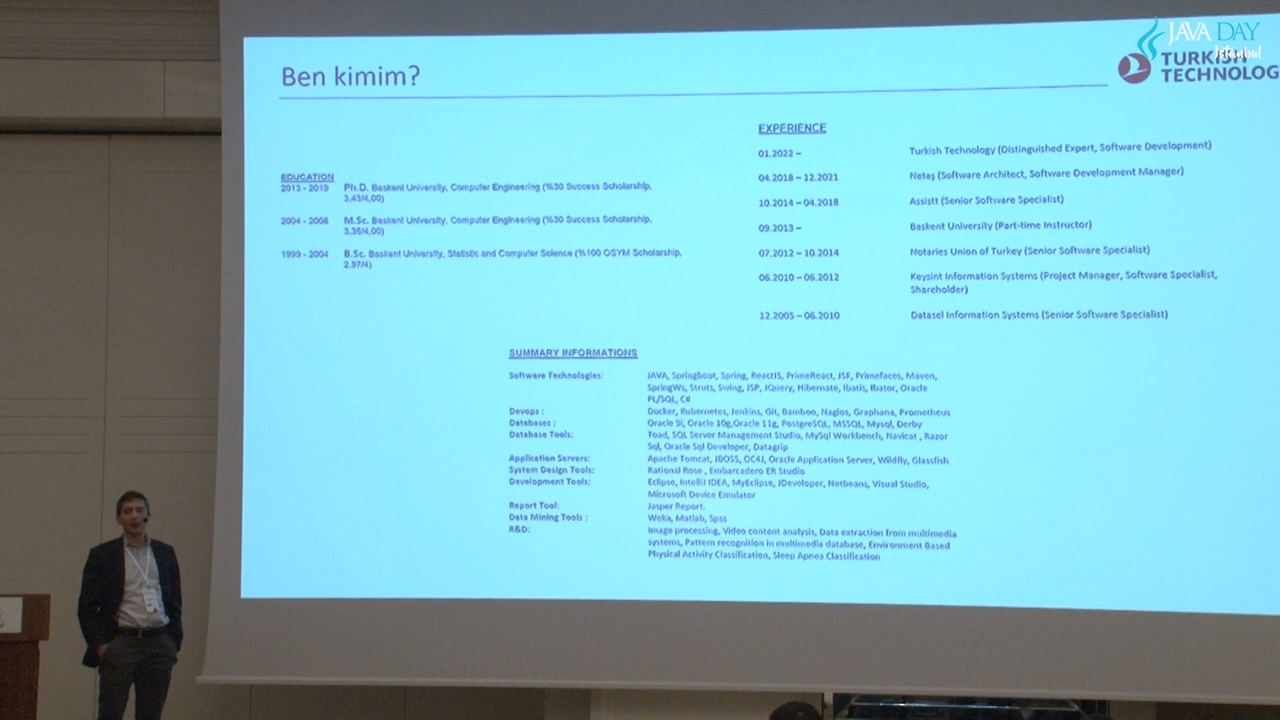 JAVA DAY
Istanbul
TURKISH
TECHNOLOG
Ben kimim?
EDUCATION
2013 - 2019 Ph.D. Baskent University, Computer Engineering (%30 Success Scholarship,
3,43/4,00)
2004 - 2008 M.Sc. Baskent University, Computer Engineering (%30 Success Scholarship,
3,35/4,00)
1999 - 2004 B.Sc. Baskent University, Statistic and Computer Science (%100 OSYM Scholarship,
2,97/4)
EXPERIENCE
01.2022 – Turkish Technology (Distinguished Expert, Software Development)
04.2018 – 12.2021 Netaş (Software Architect, Software Development Manager)
10.2014 – 04.2018 Assistt (Senior Software Specialist)
09.2013 – Baskent University (Part-time Instructor)
07.2012 – 10.2014 Notaries Union of Turkey (Senior Software Specialist)
06.2010 – 06.2012 Keysint Information Systems (Project Manager, Software Specialist,
Shareholder)
12.2005 – 06.2010 Datasel Information Systems (Senior Software Specialist)
SUMMARY INFORMATIONS
Software Technologies: JAVA, Springboot, Spring, ReactJS, PrimeReact, JSF, Primefaces, Maven,
SpringWs, Struts, Swing, JSP, JQuery, Hibernate, Ibatis, Ibator, Oracle
PL/SQL, C#
Devops : Docker, Kubernetes, Jenkins, Git, Bamboo, Nagios, Graphana, Prometheus
Databases : Oracle 9i, Oracle 10g,Oracle 11g, PostgreSQL, MSSQL, Mysql, Derby
Database Tools: Toad, SQL Server Management Studio, MySql Workbench, Navicat , Razor
Sql, Oracle Sql Developer, Datagrip
Application Servers: Apache Tomcat, JBOSS, OC4J, Oracle Application Server, Wildfly, Glassfish
System Design Tools: Rational Rose , Embarcadero ER Studio
Development Tools: Eclipse, IntelliJ IDEA, MyEclipse, JDeveloper, Netbeans, Visual Studio,
Microsoft Device Emulator
Report Tool: Jasper Report.
Data Mining Tools : Weka, Matlab, Spss
R&D: Image processing, Video content analysis, Data extraction from multimedia
systems, Pattern recognition in multimedia database, Environment Based
Physical Activity Classification, Sleep Apnea Classification